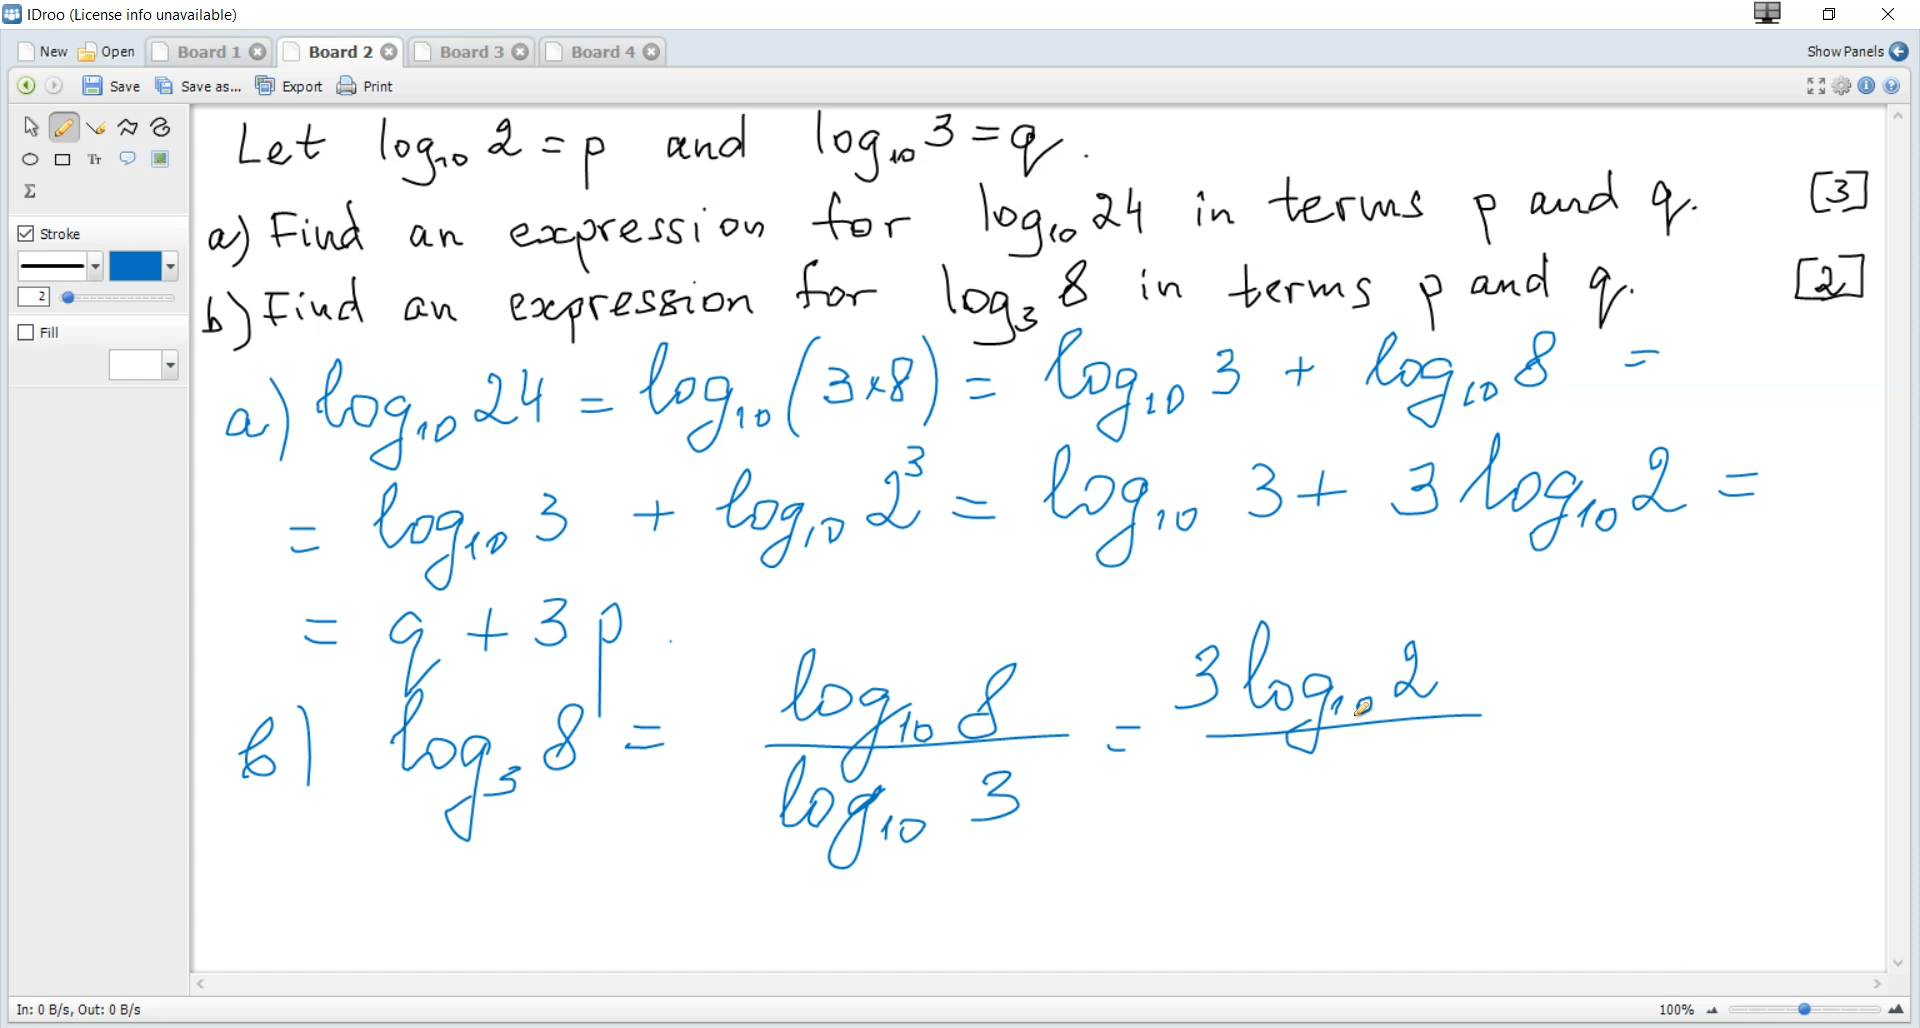 IDroo (License info unavailable)
New Open Board 1 Board 2 Board 3 Board 4 Show Panels
Save Save as... Export Print
Let log₁₀ 2 = p and log₁₀ 3 = q.
a) Find an expression for log₁₀ 24 in terms p and q. [3]
b) Find an expression for log₃ 8 in terms p and q. [2]
a) log₁₀ 24 = log₁₀ (3×8) = log₁₀ 3 + log₁₀ 8 =
= log₁₀ 3 + log₁₀ 2³ = log₁₀ 3 + 3 log₁₀ 2 =
= q + 3p.
b) log₃ 8 = log₁₀ 8 / log₁₀ 3 = 3 log₁₀ 2 /
Tt
Σ
Stroke
2
Fill
In: 0 B/s, Out: 0 B/s 100%